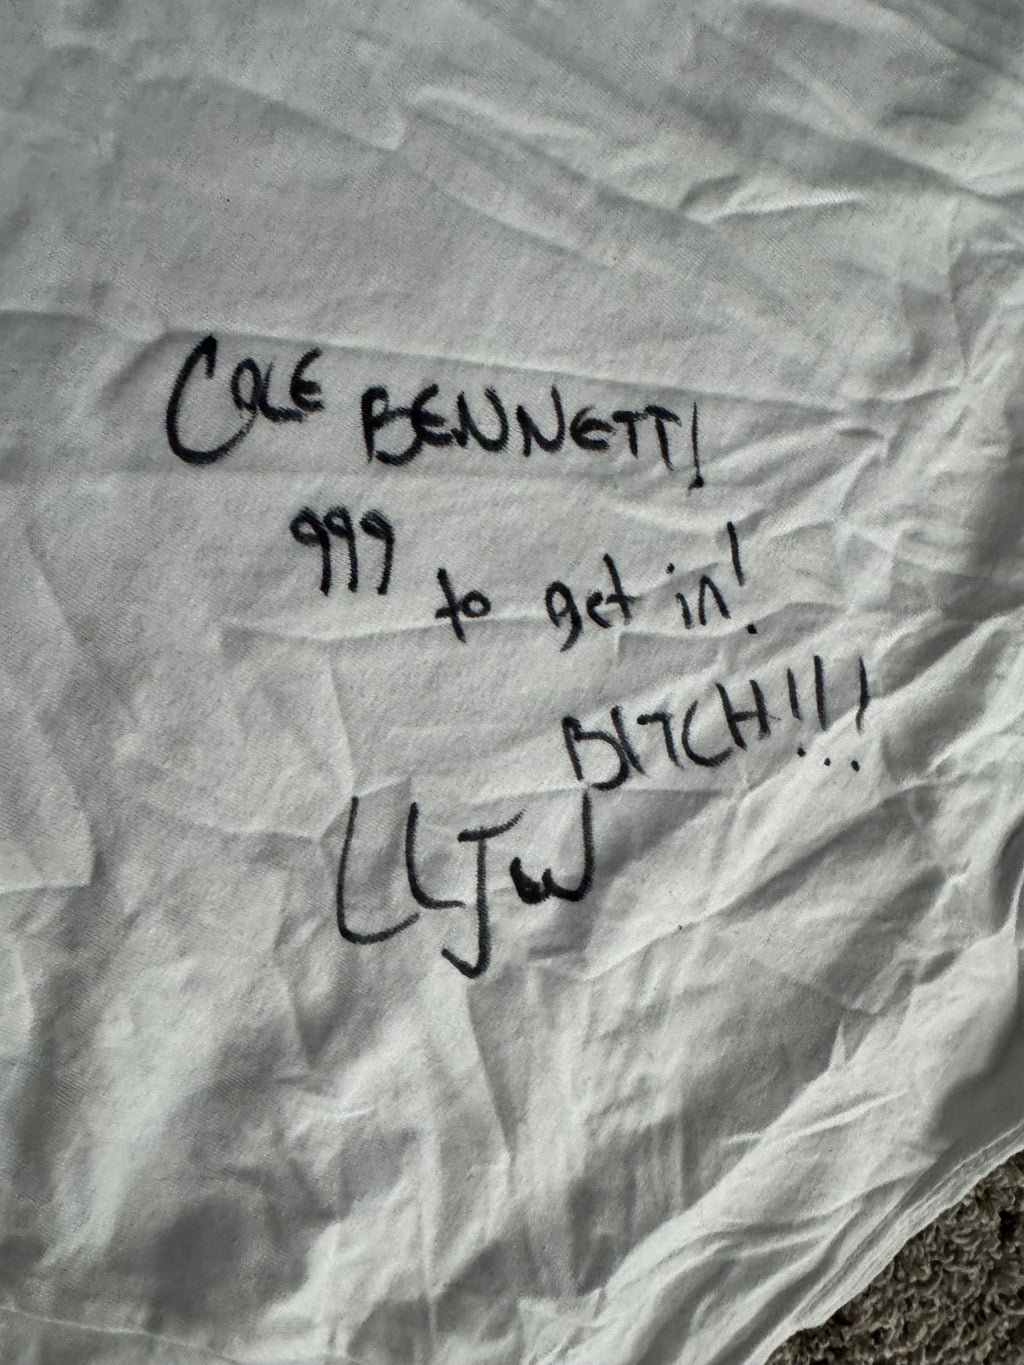 COLE BENNETT!
999 to get in!
BITCH!!!
LLJW